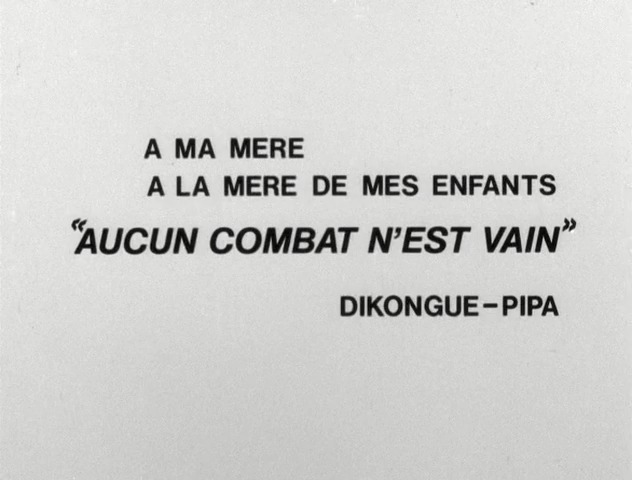 A MA MERE
A LA MERE DE MES ENFANTS
“AUCUN COMBAT N'EST VAIN”
DIKONGUE-PIPA